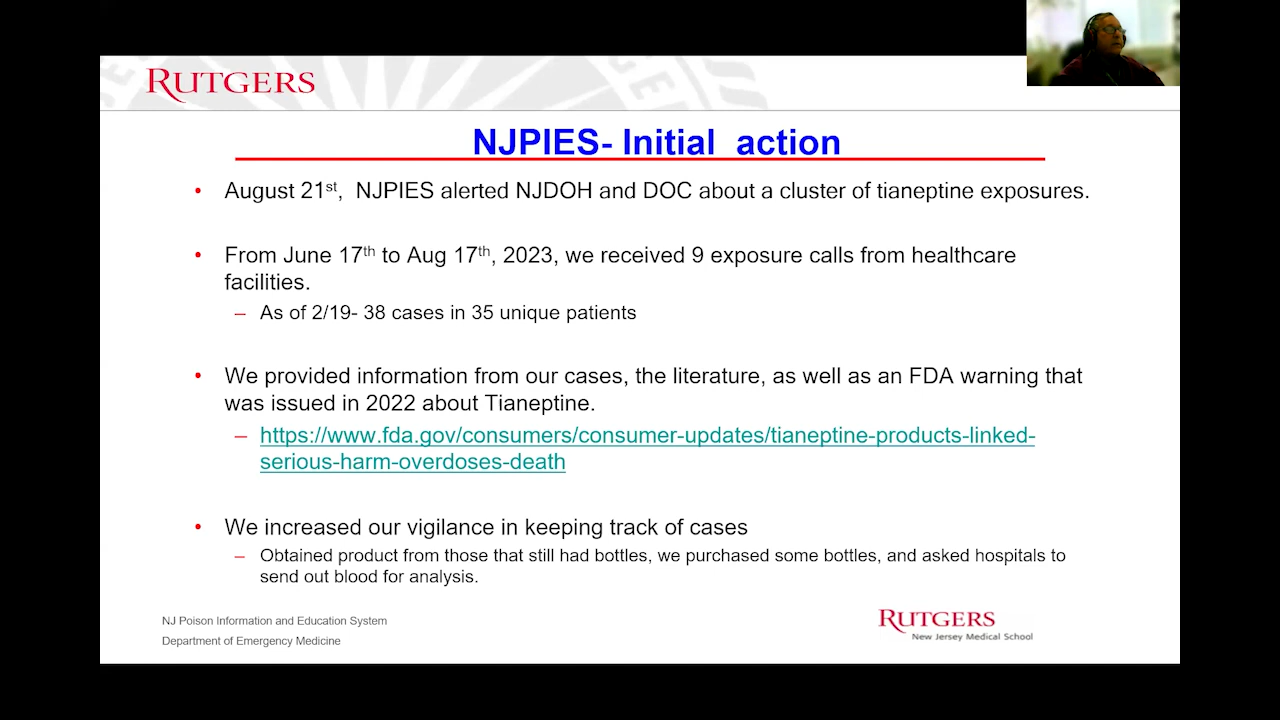 RUTGERS
NJPIES- Initial action
• August 21st, NJPIES alerted NJDOH and DOC about a cluster of tianeptine exposures.
• From June 17th to Aug 17th, 2023, we received 9 exposure calls from healthcare
facilities.
– As of 2/19- 38 cases in 35 unique patients
• We provided information from our cases, the literature, as well as an FDA warning that
was issued in 2022 about Tianeptine.
– https://www.fda.gov/consumers/consumer-updates/tianeptine-products-linked-
serious-harm-overdoses-death
• We increased our vigilance in keeping track of cases
– Obtained product from those that still had bottles, we purchased some bottles, and asked hospitals to
send out blood for analysis.
NJ Poison Information and Education System
Department of Emergency Medicine
RUTGERS
New Jersey Medical School